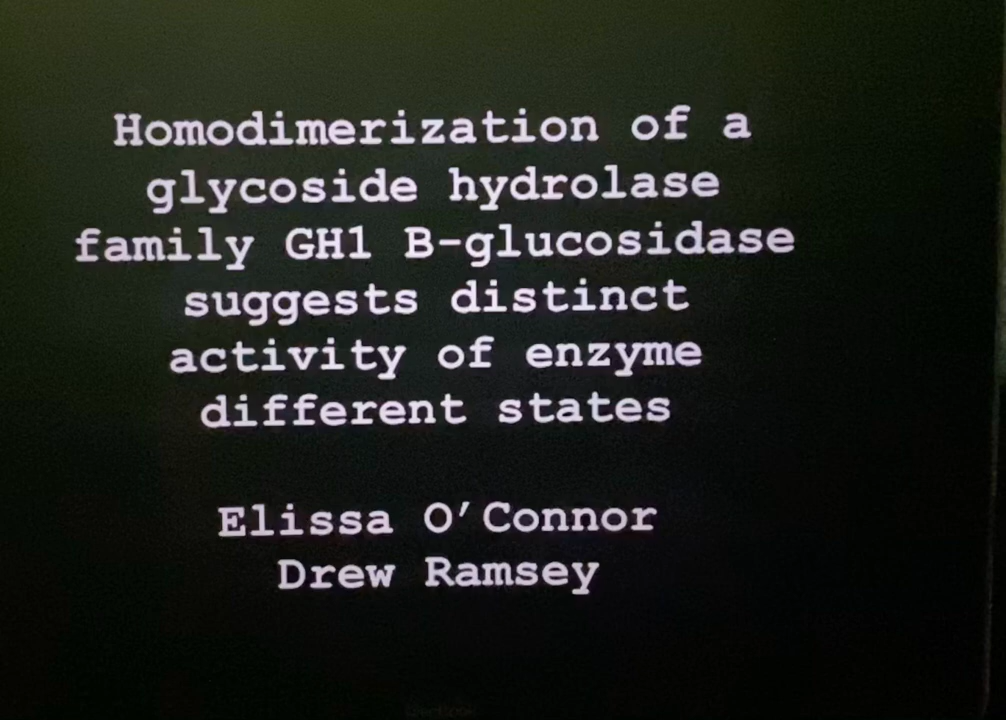 Homodimerization of a
glycoside hydrolase
family GH1 B-glucosidase
suggests distinct
activity of enzyme
different states
Elissa O'Connor
Drew Ramsey